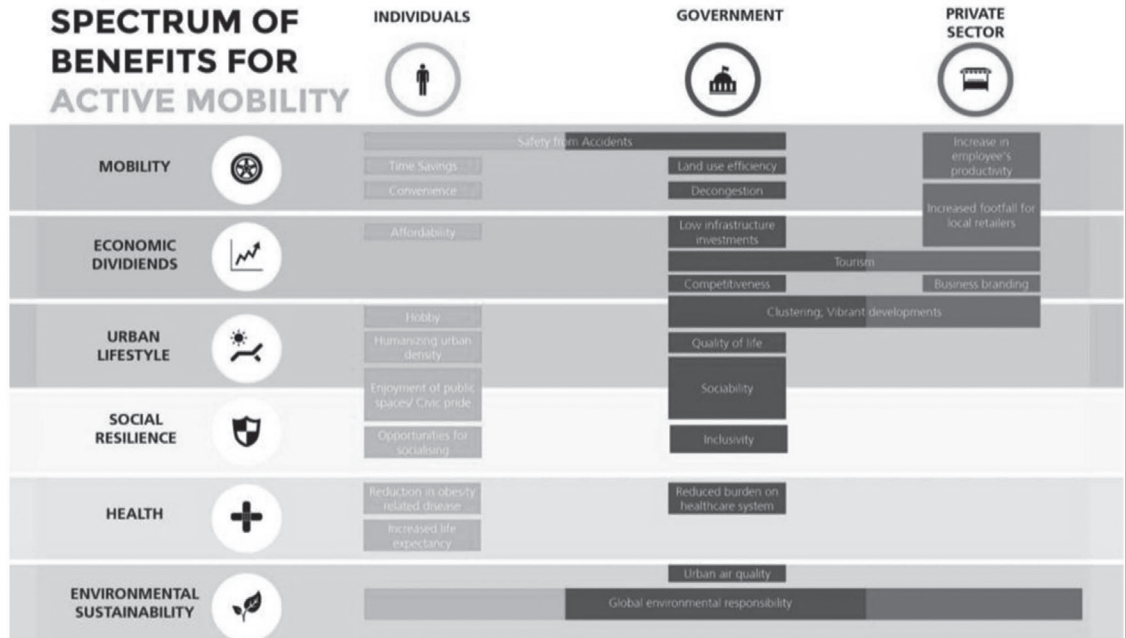 SPECTRUM OF
BENEFITS FOR
ACTIVE MOBILITY
INDIVIDUALS
GOVERNMENT
PRIVATE
SECTOR
MOBILITY
Safety from Accidents
Time Savings
Convenience
Land use efficiency
Decongestion
Increase in
employee's
productivity
Increased footfall for
local retailers
ECONOMIC
DIVIDIENDS
Affordability
Low infrastructure
investments
Tourism
Competitiveness
Business branding
Clustering, Vibrant developments
URBAN
LIFESTYLE
Hobby
Humanizing urban
density
Quality of life
Enjoyment of public
spaces/ Civic pride
Sociability
SOCIAL
RESILIENCE
Opportunities for
socialising
Inclusivity
HEALTH
Reduction in obesity
related disease
Increased life
expectancy
Reduced burden on
healthcare system
ENVIRONMENTAL
SUSTAINABILITY
Urban air quality
Global environmental responsibility